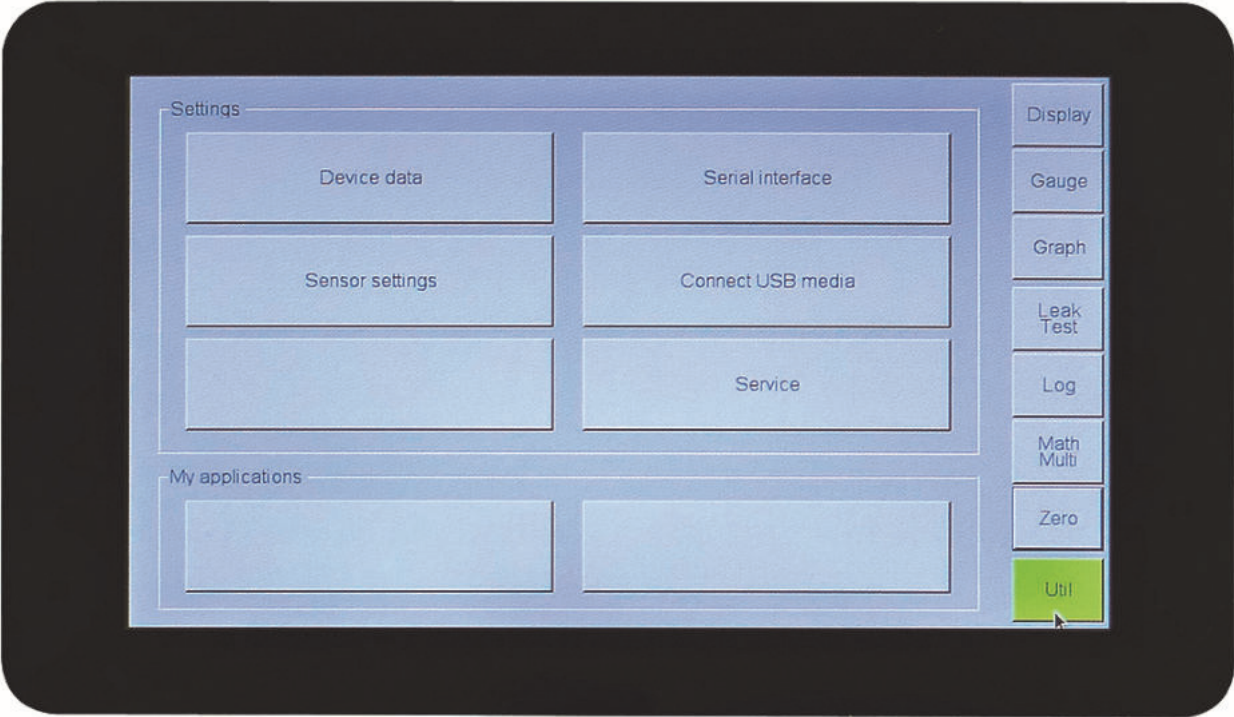 Settings
Device data
Serial interface
Sensor settings
Connect USB media
Service
My applications
Display
Gauge
Graph
Leak
Test
Log
Math
Multi
Zero
Util